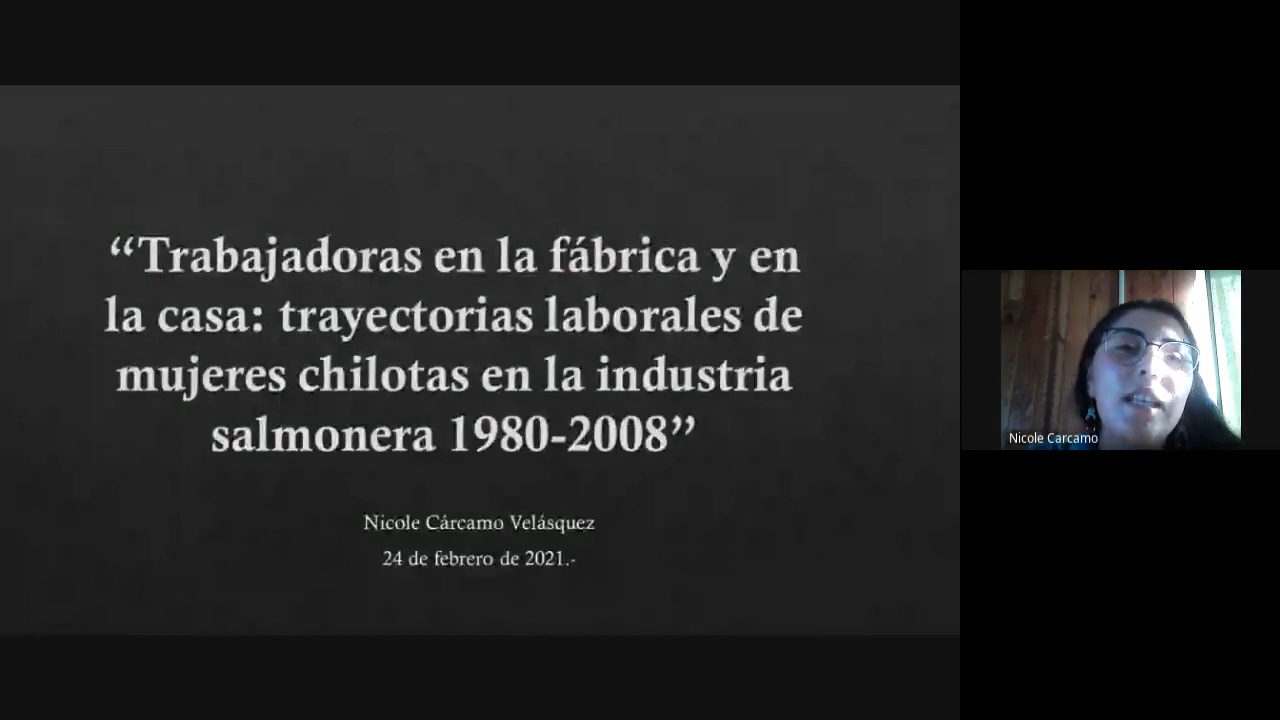 “Trabajadoras en la fábrica y en
la casa: trayectorias laborales de
mujeres chilotas en la industria
salmonera 1980-2008”
Nicole Cárcamo Velásquez
24 de febrero de 2021.-
Nicole Carcamo